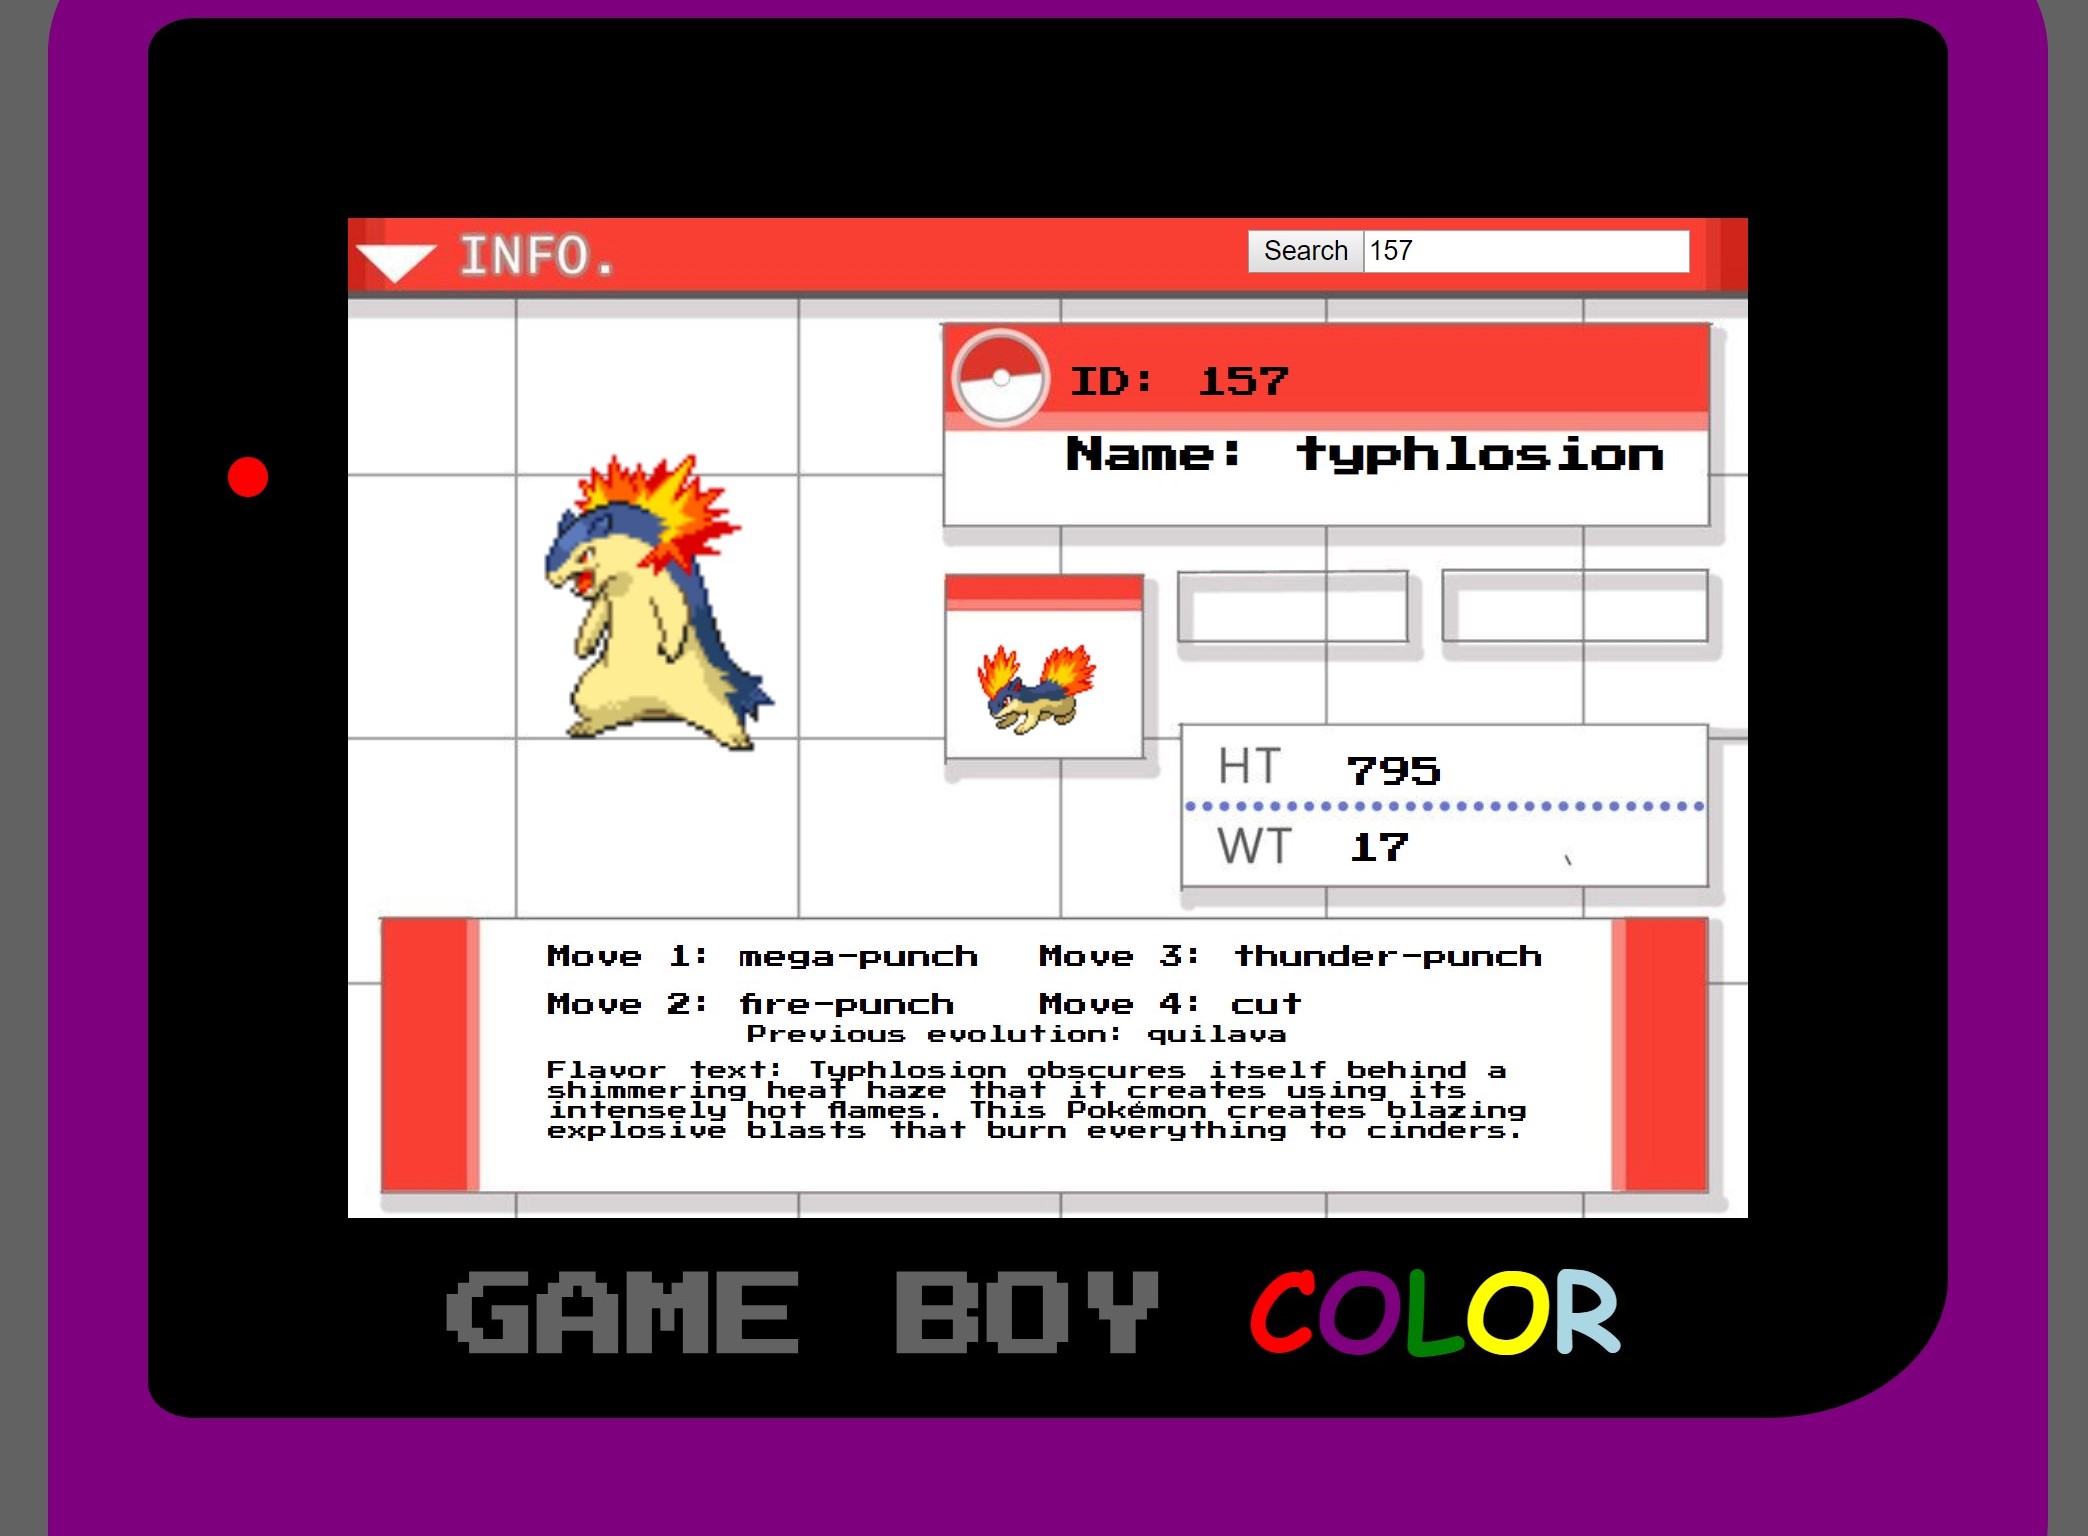 INFO.
Search 157
ID: 157
Name: typhlosion
HT 795
WT 17
Move 1: mega-punch Move 3: thunder-punch
Move 2: fire-punch Move 4: cut
Previous evolution: quilava
Flavor text: Typhlosion obscures itself behind a
shimmering heat haze that it creates using its
intensely hot flames. This Pokémon creates blazing
explosive blasts that burn everything to cinders.
GAME BOY COLOR